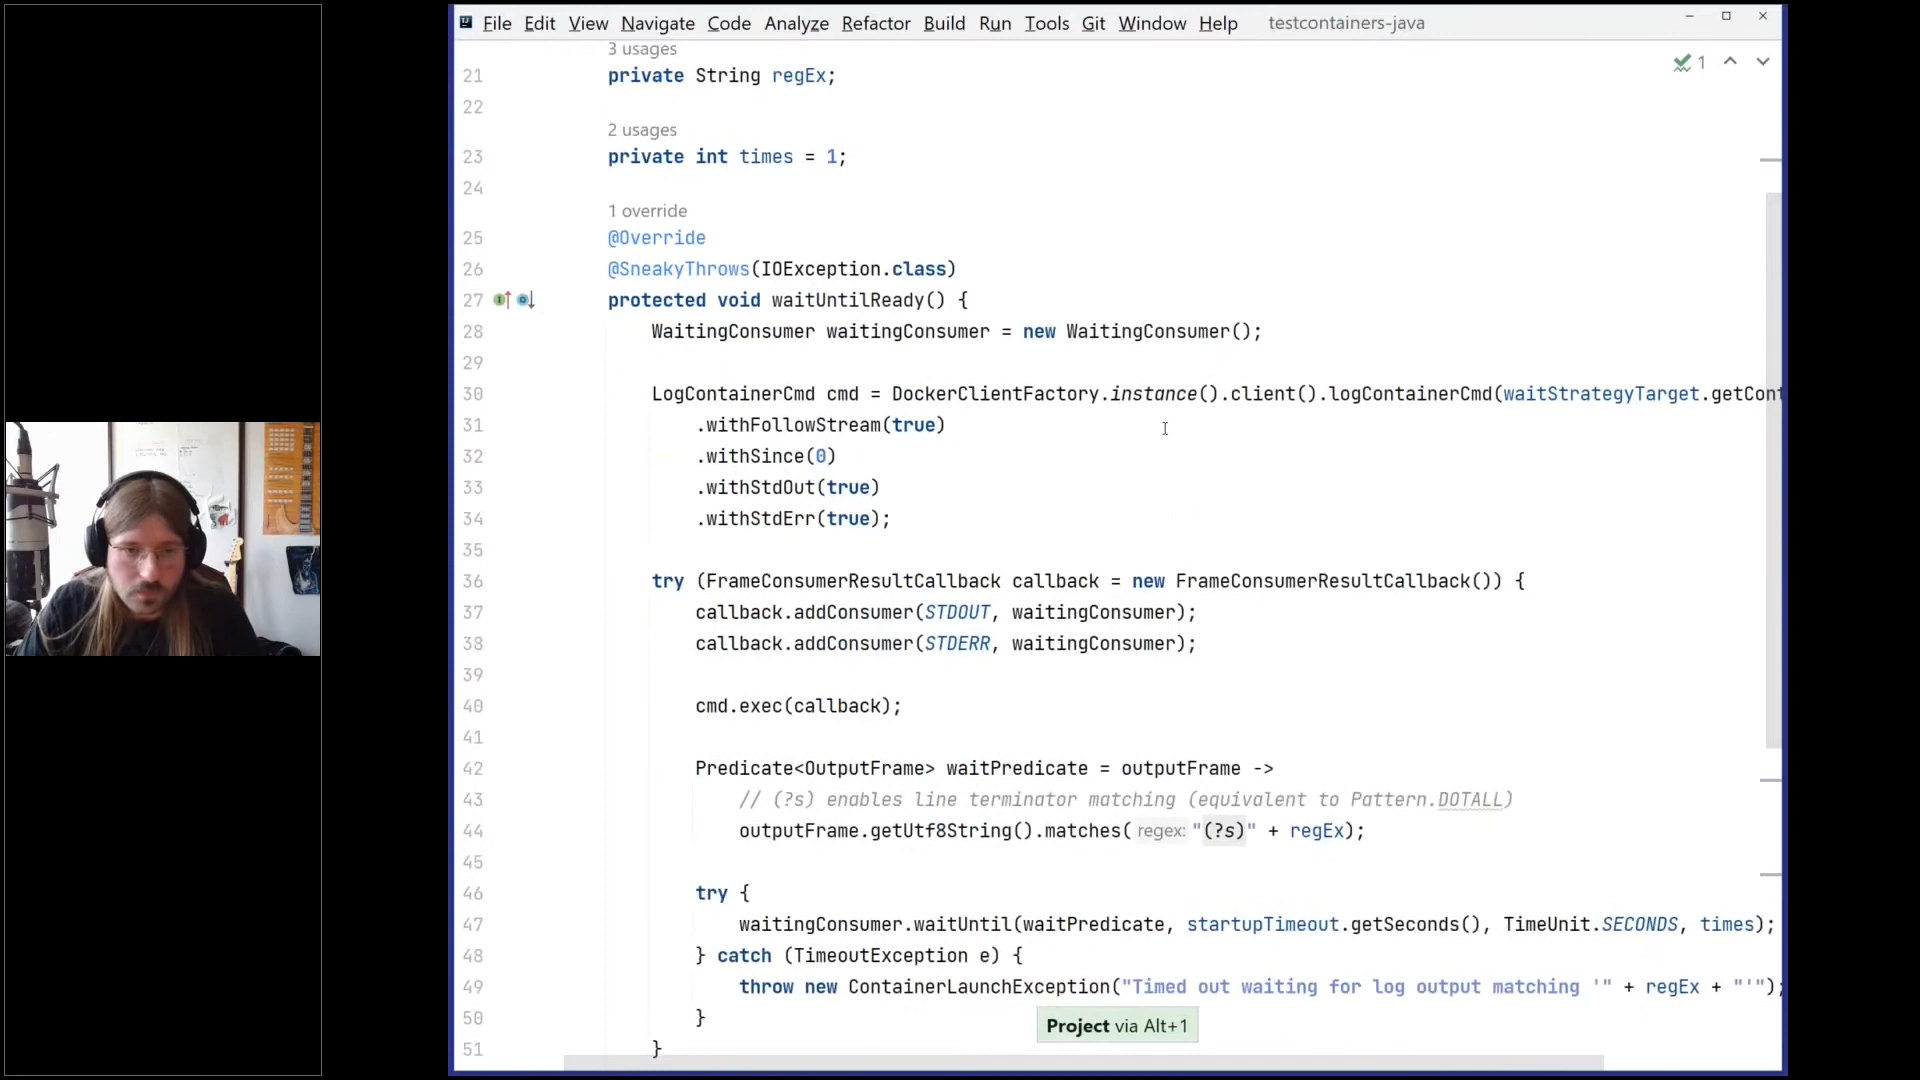 File Edit View Navigate Code Analyze Refactor Build Run Tools Git Window Help testcontainers-java
3 usages
1
21 private String regEx;
22
2 usages
23 private int times = 1;
24
1 override
25 @Override
26 @SneakyThrows(IOException.class)
27 protected void waitUntilReady() {
28 WaitingConsumer waitingConsumer = new WaitingConsumer();
29
30 LogContainerCmd cmd = DockerClientFactory.instance().client().logContainerCmd(waitStrategyTarget.getCont
31 .withFollowStream(true)
32 .withSince(0)
33 .withStdOut(true)
34 .withStdErr(true);
35
36 try (FrameConsumerResultCallback callback = new FrameConsumerResultCallback()) {
37 callback.addConsumer(STDOUT, waitingConsumer);
38 callback.addConsumer(STDERR, waitingConsumer);
39
40 cmd.exec(callback);
41
42 Predicate<OutputFrame> waitPredicate = outputFrame ->
43 // (?s) enables line terminator matching (equivalent to Pattern.DOTALL)
44 outputFrame.getUtf8String().matches( regex: "(?s)" + regEx);
45
46 try {
47 waitingConsumer.waitUntil(waitPredicate, startupTimeout.getSeconds(), TimeUnit.SECONDS, times);
48 } catch (TimeoutException e) {
49 throw new ContainerLaunchException("Timed out waiting for log output matching '" + regEx + "'");
50 }
Project via Alt+1
51 }